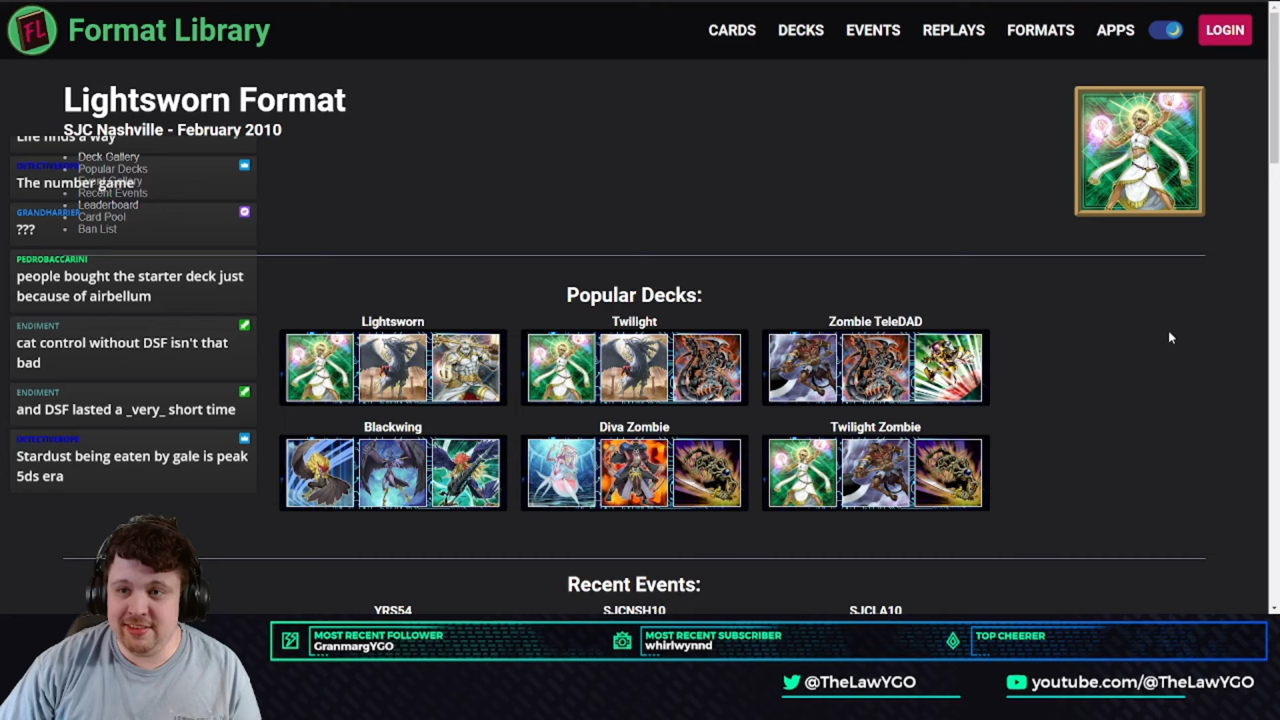 FL
Format Library
CARDS
DECKS
EVENTS
REPLAYS
FORMATS
APPS
LOGIN
Lightsworn Format
SJC Nashville - February 2010
Life finds a way
Deck Gallery
Popular Decks
Recent Events
Leaderboard
Card Pool
Ban List
The number game
GRANDHARRIER
???
PEDROBACCARINI
people bought the starter deck just
because of airbellum
ENDIMENT
cat control without DSF isn't that
bad
ENDIMENT
and DSF lasted a _very_ short time
Stardust being eaten by gale is peak
5ds era
Popular Decks:
Lightsworn
Twilight
Zombie TeleDAD
Blackwing
Diva Zombie
Twilight Zombie
Recent Events:
YRS54
SJCNSH10
SJCLA10
MOST RECENT FOLLOWER
GranmargYGO
MOST RECENT SUBSCRIBER
whirlwynnd
TOP CHEERER
@TheLawYGO
youtube.com/@TheLawYGO